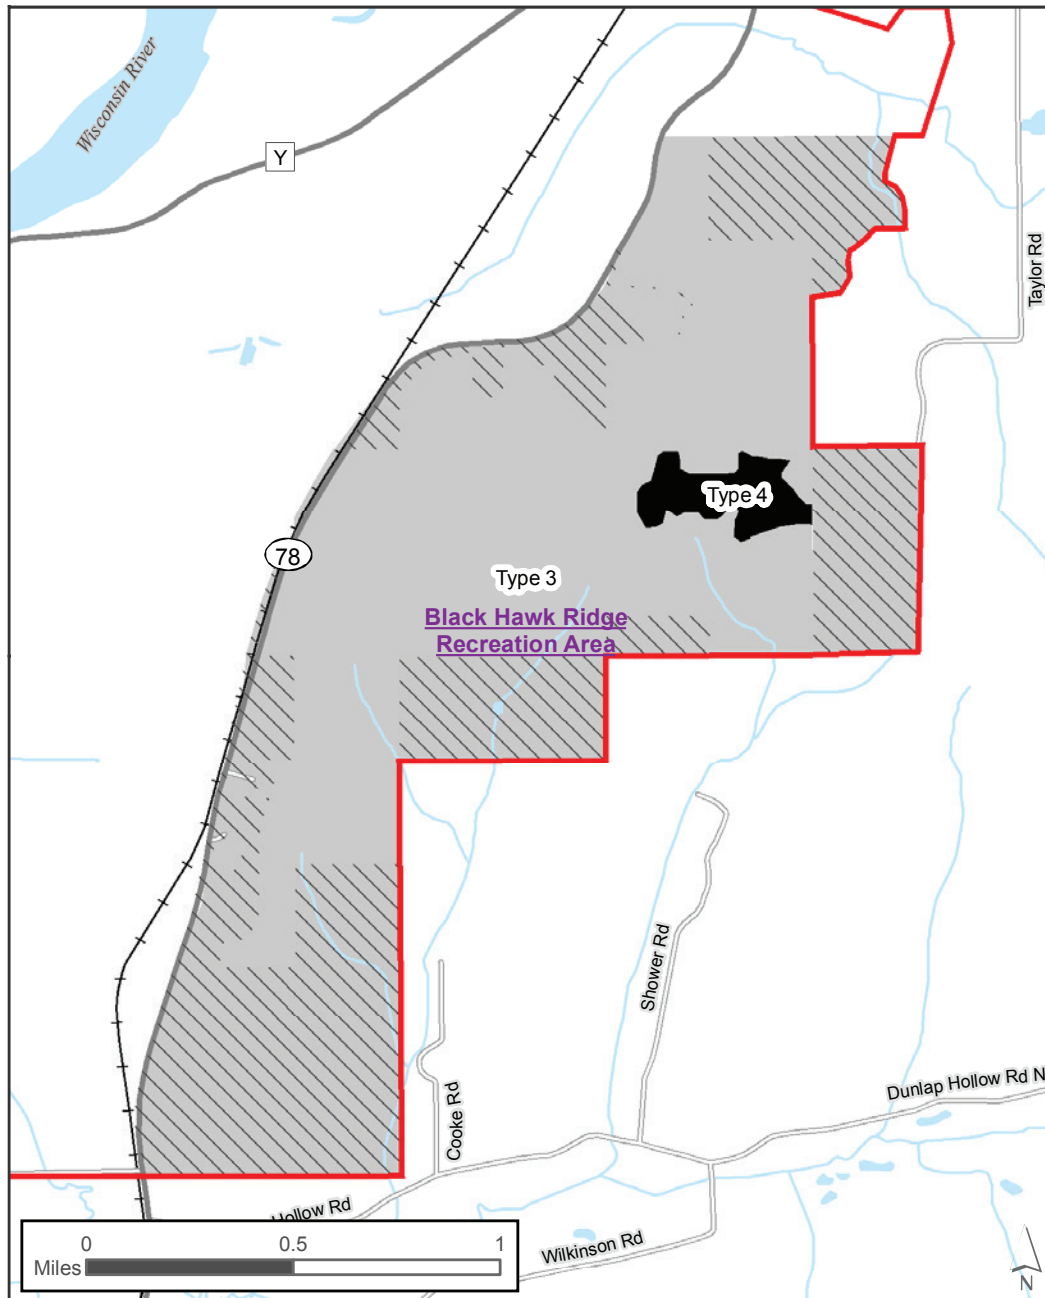 Wisconsin River
Y
Taylor Rd
Type 4
78
Type 3
Black Hawk Ridge
Recreation Area
Shower Rd
Dunlap Hollow Rd N
Cooke Rd
Hollow Rd
Wilkinson Rd
0 0.5 1
Miles
N